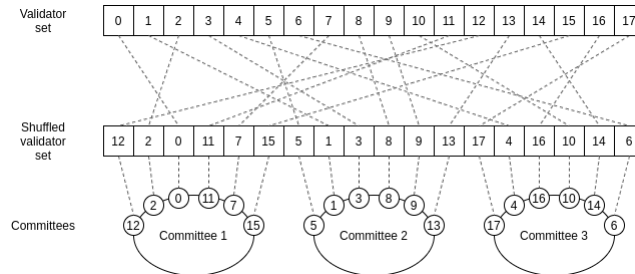 Validator
set
0 1 2 3 4 5 6 7 8 9 10 11 12 13 14 15 16 17
Shuffled
validator
set
12 2 0 11 7 15 5 1 3 8 9 13 17 4 16 10 14 6
Committees
12 2 0 11 7 15 5 1 3 8 9 13 17 4 16 10 14 6
Committee 1 Committee 2 Committee 3